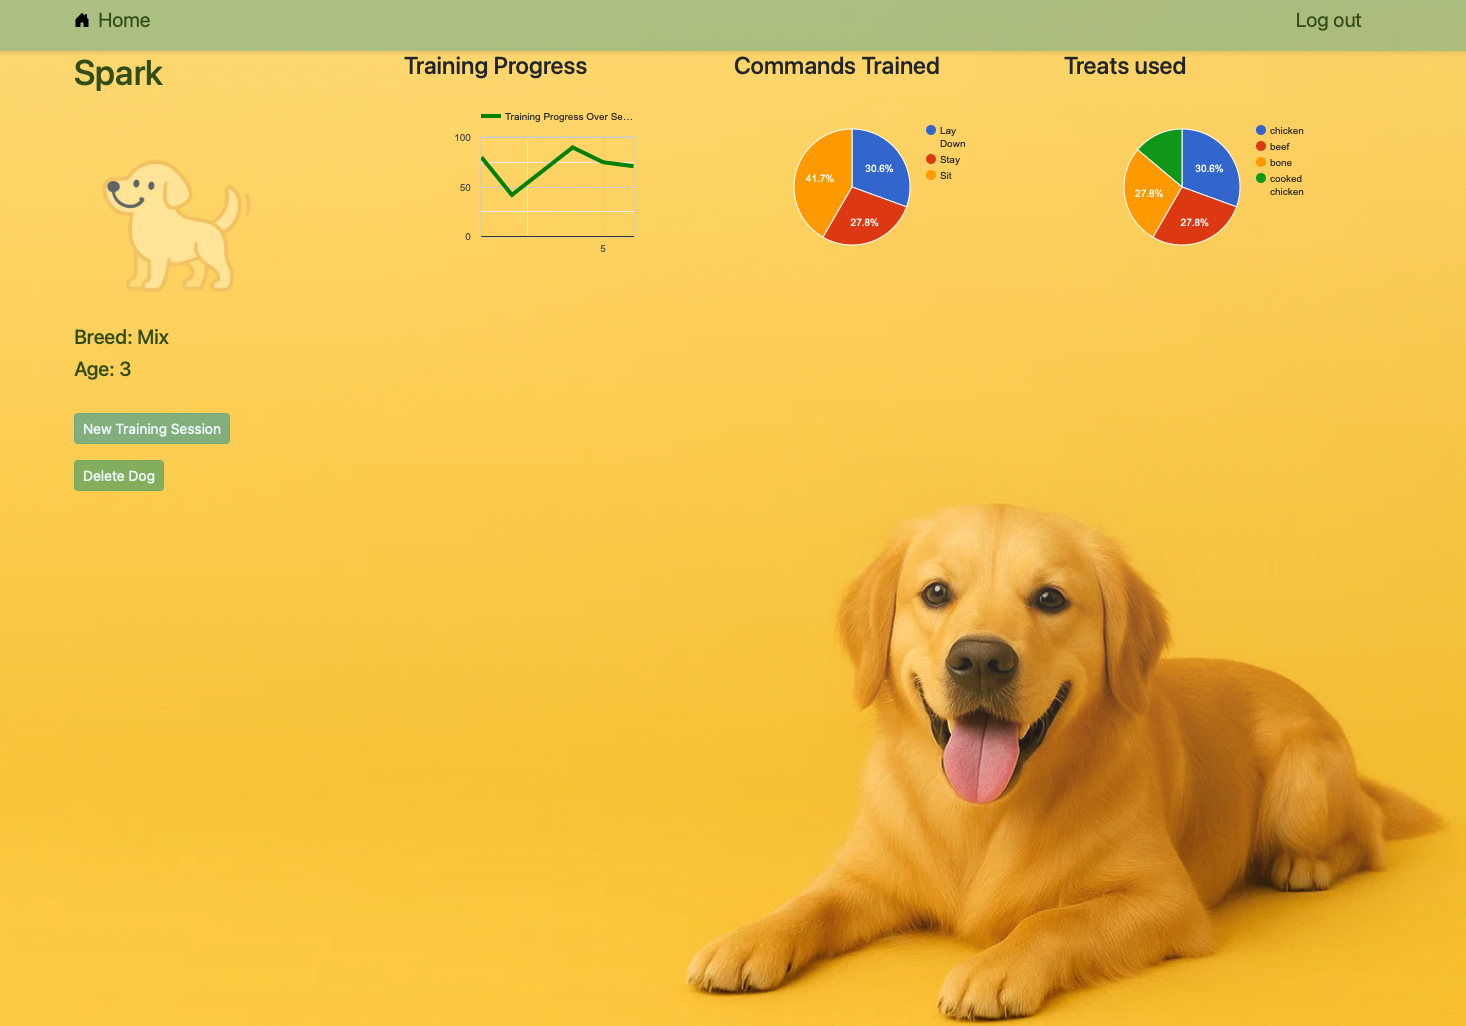 Home
Log out
Spark
Training Progress
Commands Trained
Treats used
Training Progress Over Se...
100
50
0
5
30.6%
27.8%
41.7%
Lay
Down
Stay
Sit
30.6%
27.8%
27.8%
chicken
beef
bone
cooked
chicken
Breed: Mix
Age: 3
New Training Session
Delete Dog